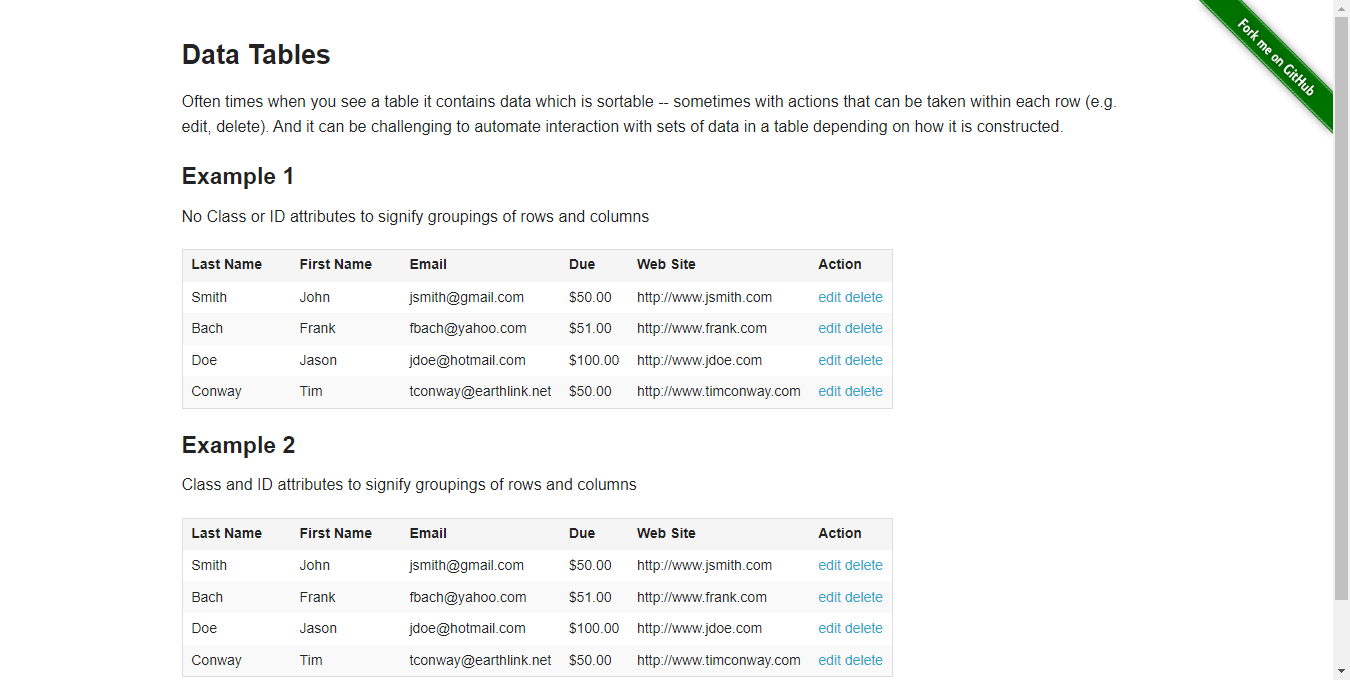 Fork me on GitHub
Data Tables
Often times when you see a table it contains data which is sortable -- sometimes with actions that can be taken within each row (e.g.
edit, delete). And it can be challenging to automate interaction with sets of data in a table depending on how it is constructed.
Example 1
No Class or ID attributes to signify groupings of rows and columns
Last Name First Name Email Due Web Site Action
Smith John jsmith@gmail.com $50.00 http://www.jsmith.com edit delete
Bach Frank fbach@yahoo.com $51.00 http://www.frank.com edit delete
Doe Jason jdoe@hotmail.com $100.00 http://www.jdoe.com edit delete
Conway Tim tconway@earthlink.net $50.00 http://www.timconway.com edit delete
Example 2
Class and ID attributes to signify groupings of rows and columns
Last Name First Name Email Due Web Site Action
Smith John jsmith@gmail.com $50.00 http://www.jsmith.com edit delete
Bach Frank fbach@yahoo.com $51.00 http://www.frank.com edit delete
Doe Jason jdoe@hotmail.com $100.00 http://www.jdoe.com edit delete
Conway Tim tconway@earthlink.net $50.00 http://www.timconway.com edit delete